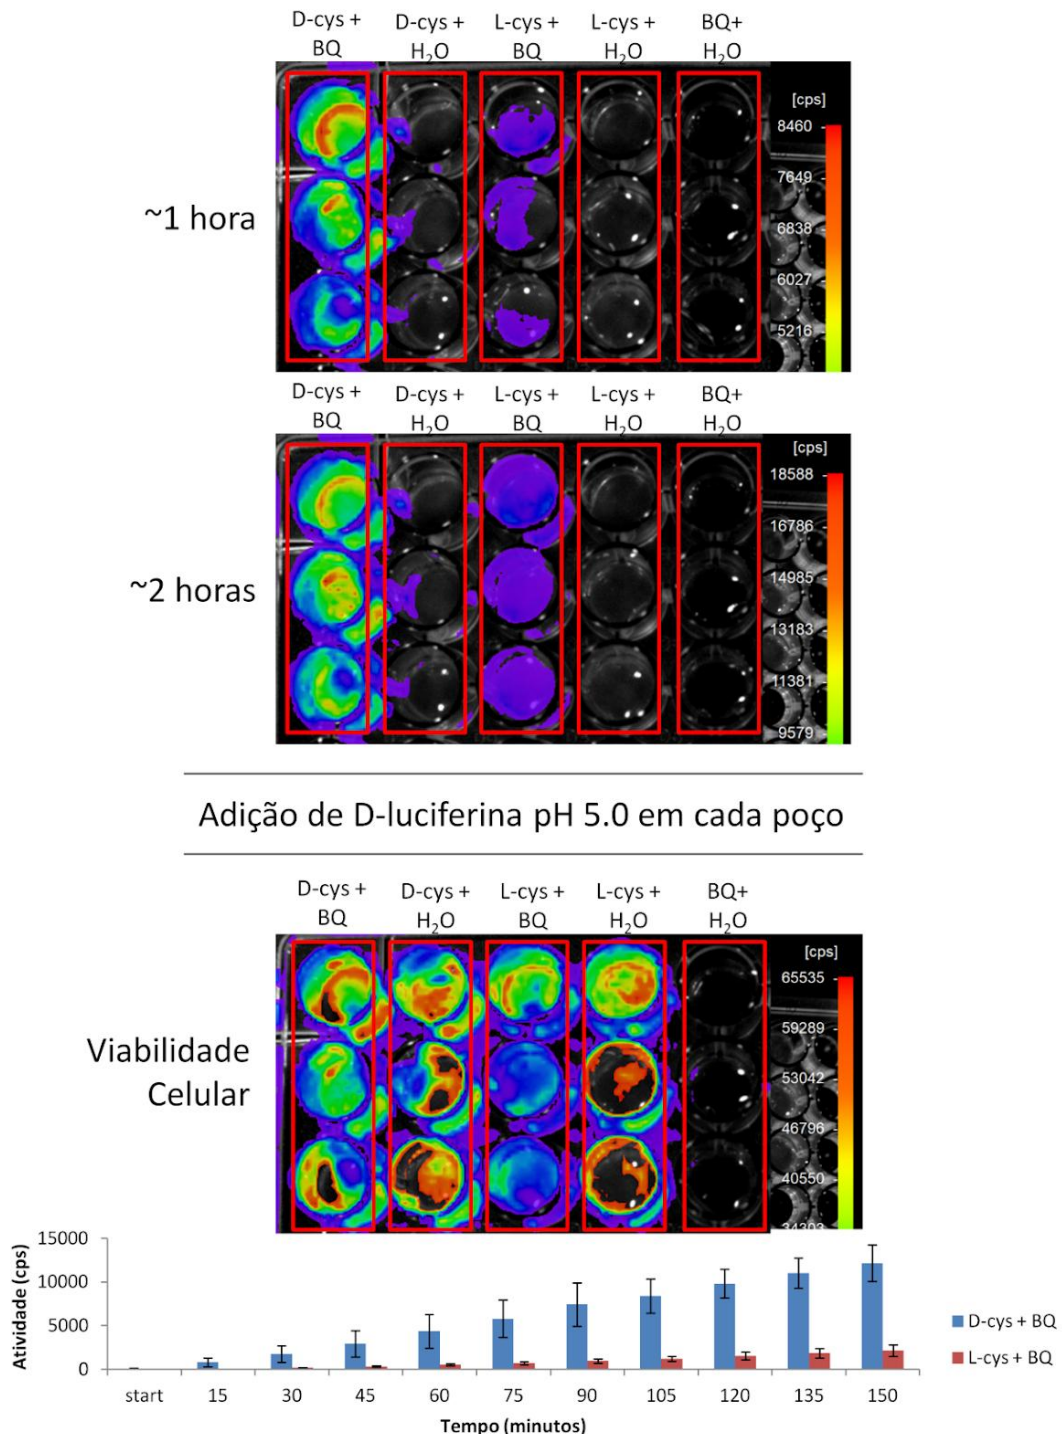 D-cys + D-cys + L-cys + L-cys + BQ+
BQ H₂O BQ H₂O H₂O
[cps]
8460
7649
~1 hora
6838
6027
5216
D-cys + D-cys + L-cys + L-cys + BQ+
BQ H₂O BQ H₂O H₂O
[cps]
18588
16786
~2 horas
14985
13183
11381
9579
Adição de D-luciferina pH 5.0 em cada poço
D-cys + D-cys + L-cys + L-cys + BQ+
BQ H₂O BQ H₂O H₂O
[cps]
65535
59289
Viabilidade
Celular
53042
46796
40550
34303
Atividade (cps)
15000
10000
5000
0
start 15 30 45 60 75 90 105 120 135 150
Tempo (minutos)
D-cys + BQ
L-cys + BQ